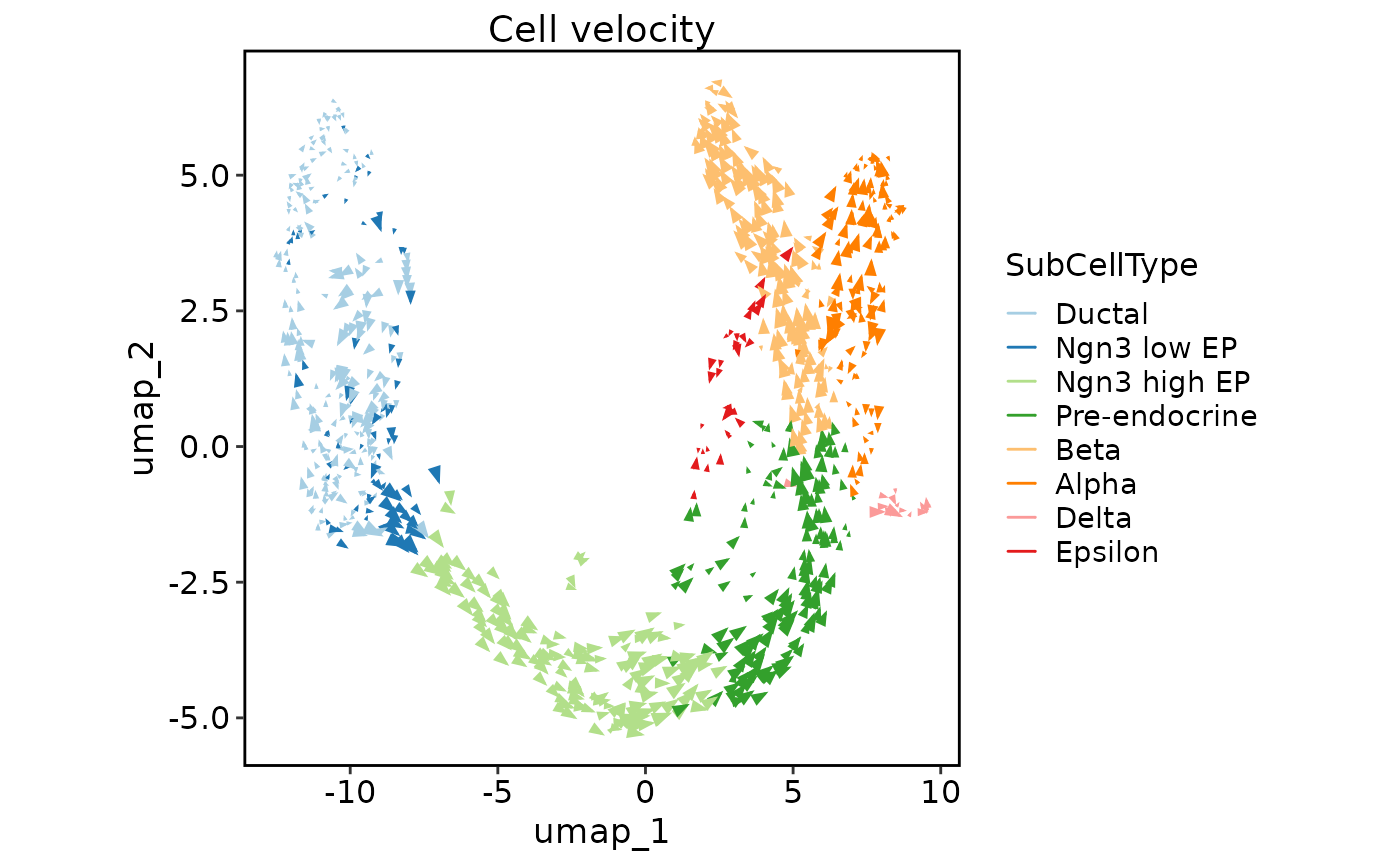 Cell velocity
umap_2
5.0
2.5
0.0
-2.5
-5.0
-10
-5
0
5
10
umap_1
SubCellType
Ductal
Ngn3 low EP
Ngn3 high EP
Pre-endocrine
Beta
Alpha
Delta
Epsilon